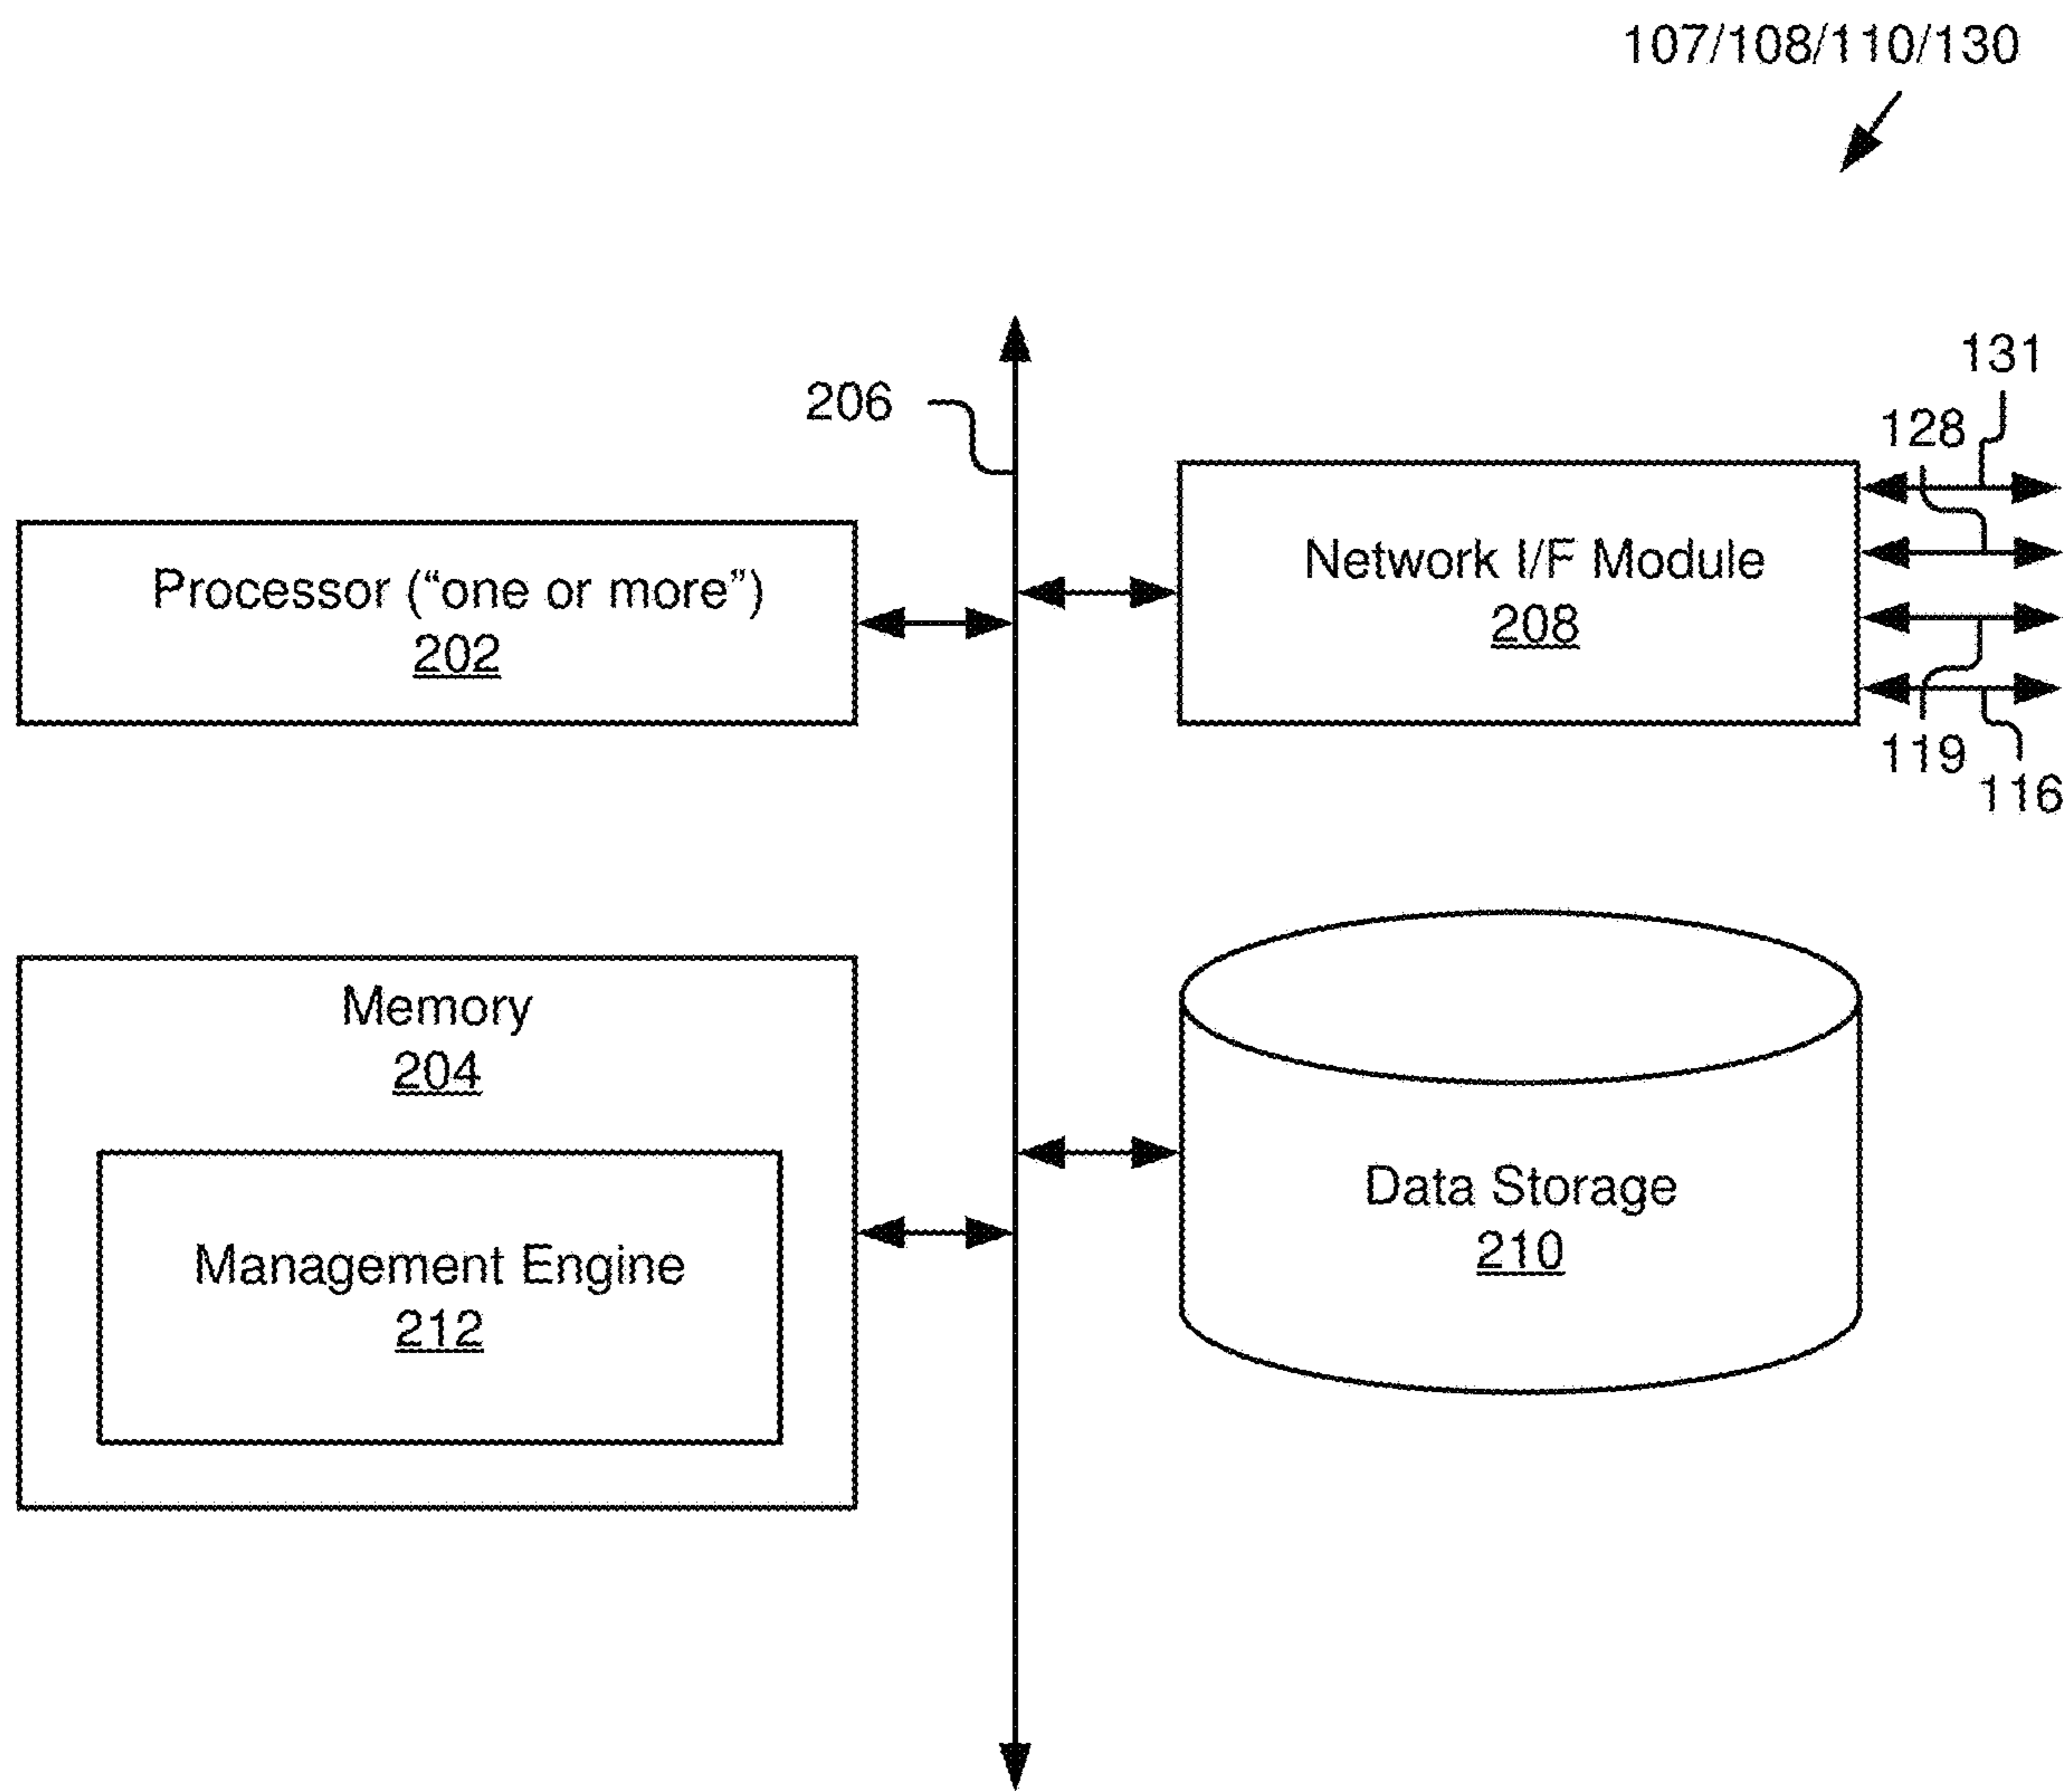 107/108/110/130
206
131
128
Processor (“one or more”)
202
Network I/F Module
208
119
116
Memory
204
Management Engine
212
Data Storage
210